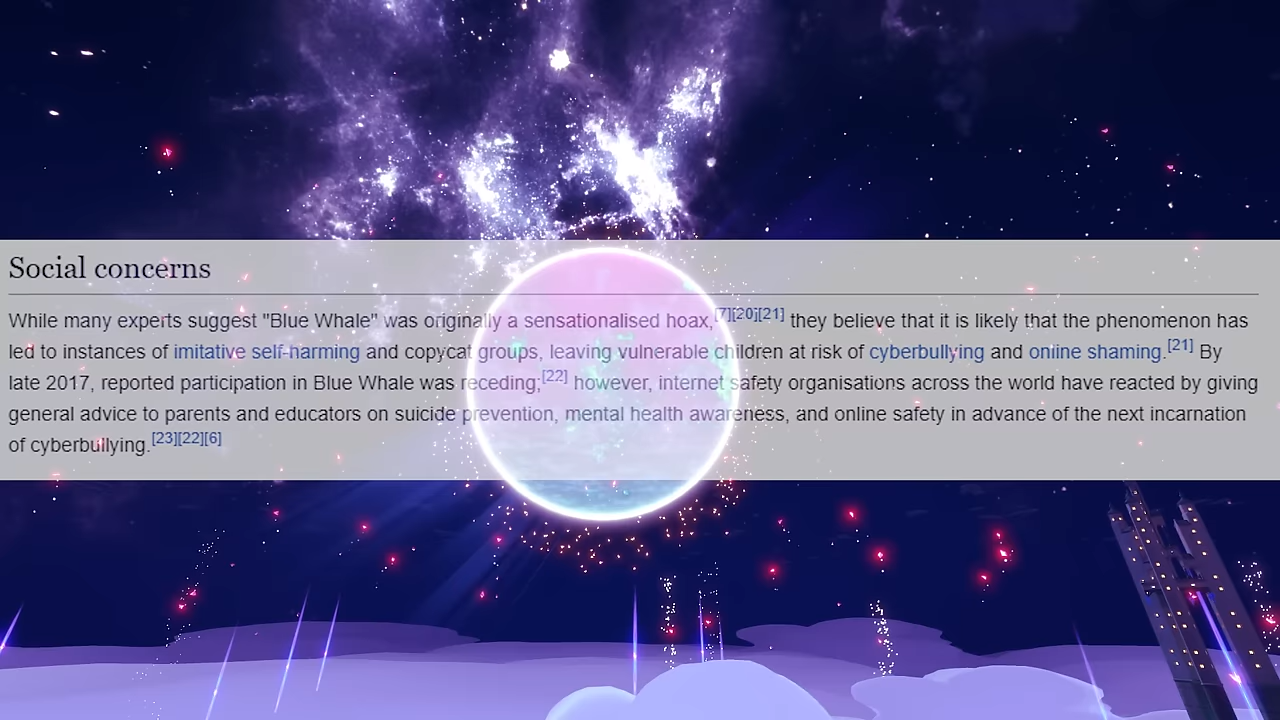 Social concerns
While many experts suggest "Blue Whale" was originally a sensationalised hoax,[7][20][21] they believe that it is likely that the phenomenon has
led to instances of imitative self-harming and copycat groups, leaving vulnerable children at risk of cyberbullying and online shaming.[21] By
late 2017, reported participation in Blue Whale was receding;[22] however, internet safety organisations across the world have reacted by giving
general advice to parents and educators on suicide prevention, mental health awareness, and online safety in advance of the next incarnation
of cyberbullying.[23][22][6]